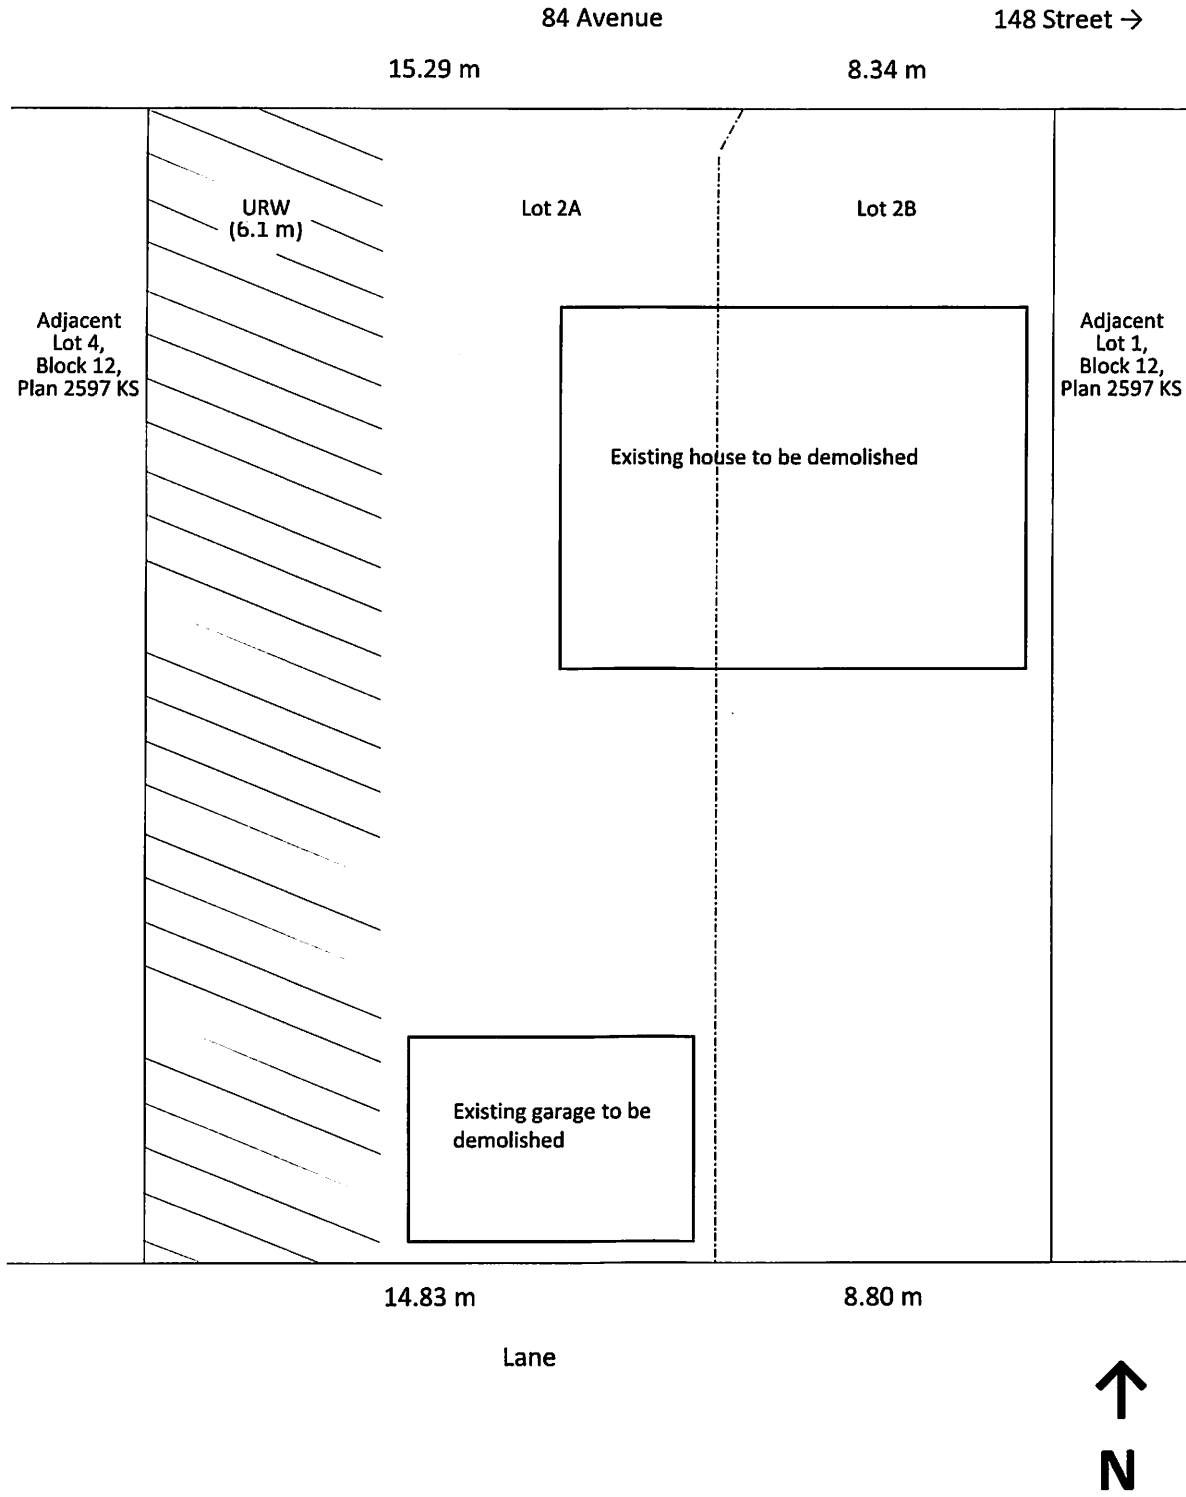 84 Avenue
148 Street →
15.29 m
8.34 m
URW
(6.1 m)
Lot 2A
Lot 2B
Adjacent
Lot 4,
Block 12,
Plan 2597 KS
Adjacent
Lot 1,
Block 12,
Plan 2597 KS
Existing house to be demolished
Existing garage to be
demolished
14.83 m
8.80 m
Lane
N